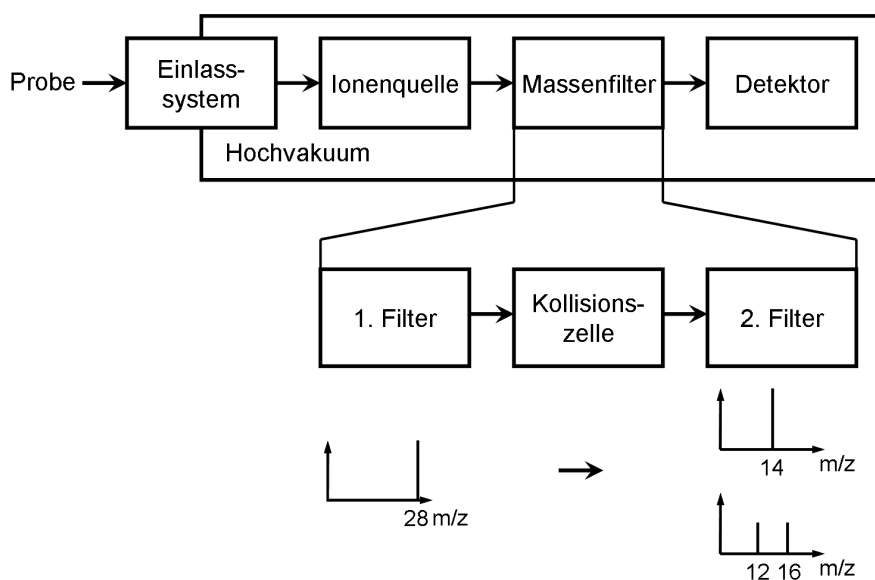 Probe
Einlass-
system
Ionenquelle
Massenfilter
Detektor
Hochvakuum
1. Filter
Kollisions-
zelle
2. Filter
14 m/z
28 m/z
12 16 m/z